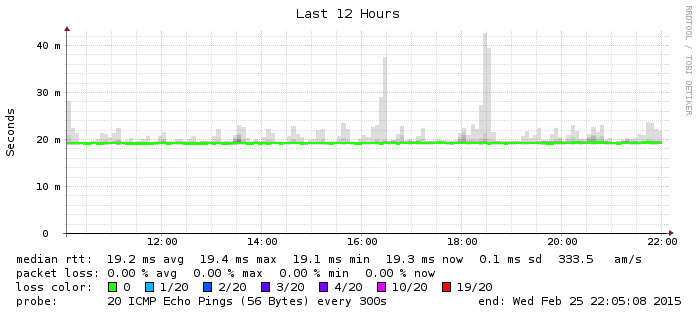 Last 12 Hours
RRDTOOL / TOBI OETIKER
Seconds
40 m
30 m
20 m
10 m
0
12:00 14:00 16:00 18:00 20:00 22:00
median rtt: 19.2 ms avg 19.4 ms max 19.1 ms min 19.3 ms now 0.1 ms sd 333.5 am/s
packet loss: 0.00 % avg 0.00 % max 0.00 % min 0.00 % now
loss color: 0 1/20 2/20 3/20 4/20 10/20 19/20
probe: 20 ICMP Echo Pings (56 Bytes) every 300s end: Wed Feb 25 22:05:08 2015